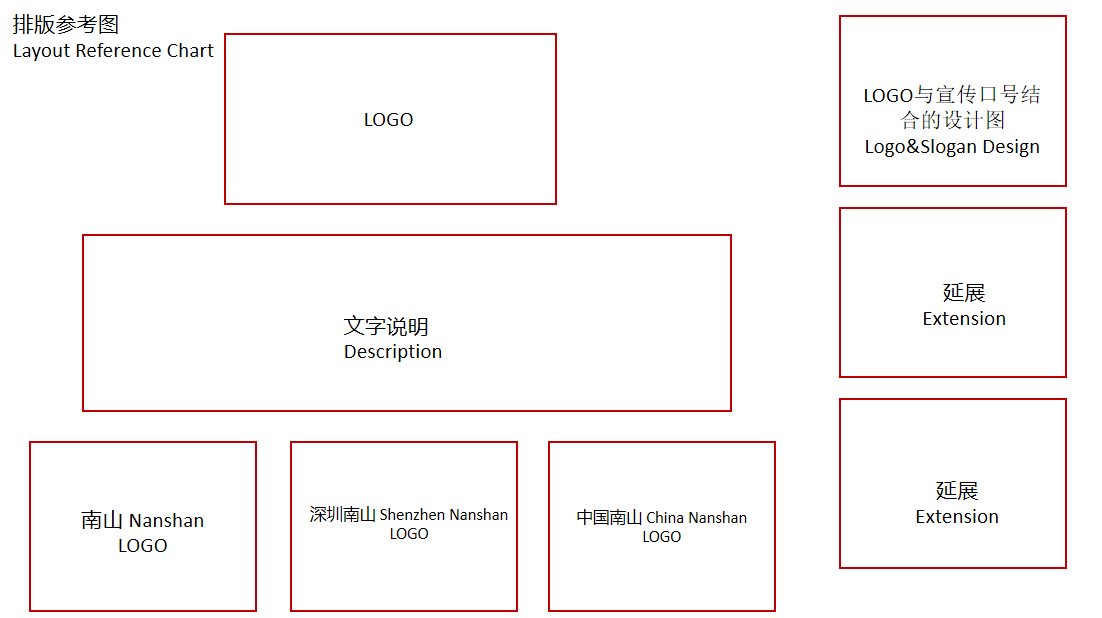 排版参考图
Layout Reference Chart
LOGO
文字说明
Description
南山 Nanshan
LOGO
深圳南山 Shenzhen Nanshan
LOGO
中国南山 China Nanshan
LOGO
LOGO与宣传口号结
合的设计图
Logo&Slogan Design
延展
Extension
延展
Extension